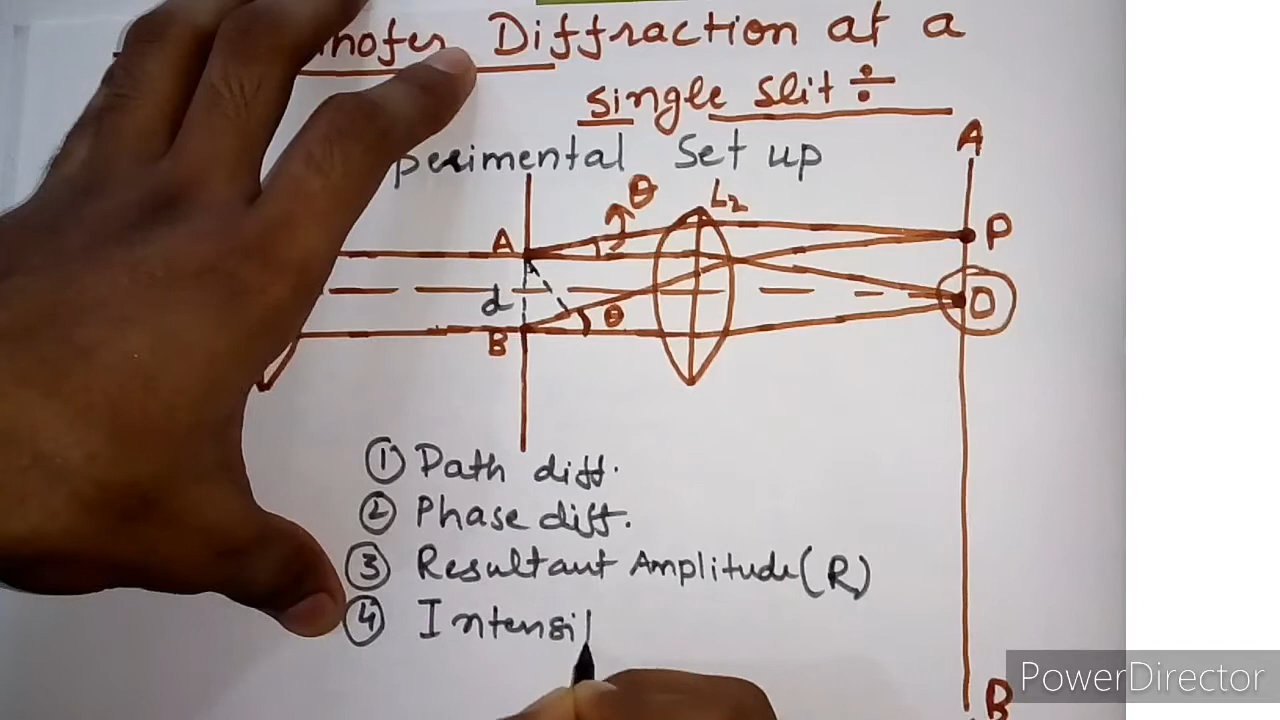 Diffraction at a
single slit ÷
Set up
A
θ
L2
A
P
d
θ
O
B
① Path diff.
② Phase diff.
③ Resultant Amplitude (R)
④ Intensi
B
PowerDirector